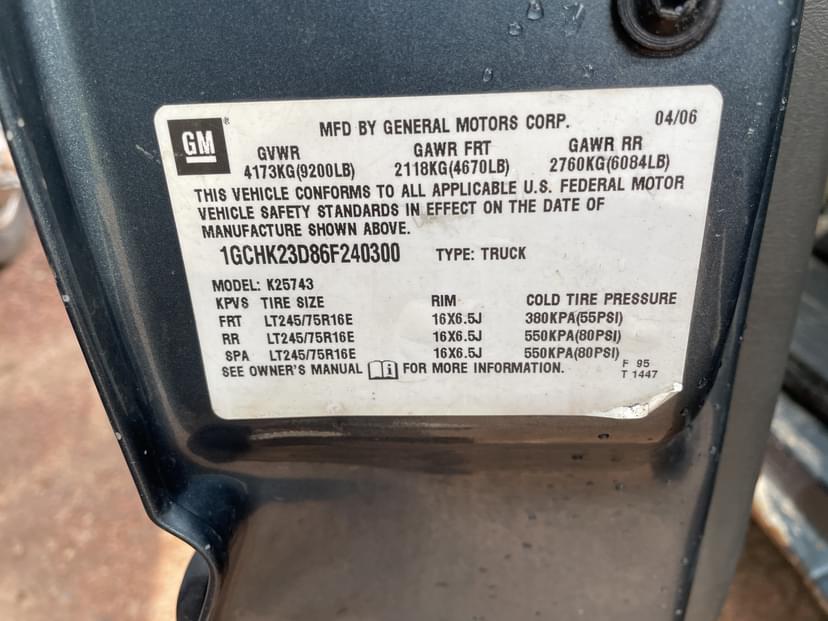 GM ® MFD BY GENERAL MOTORS CORP. 04/06
GVWR GAWR FRT GAWR RR
4173KG(9200LB) 2118KG(4670LB) 2760KG(6084LB)
THIS VEHICLE CONFORMS TO ALL APPLICABLE U.S. FEDERAL MOTOR
VEHICLE SAFETY STANDARDS IN EFFECT ON THE DATE OF
MANUFACTURE SHOWN ABOVE.
1GCHK23D86F240300 TYPE: TRUCK
MODEL: K25743
KPVS TIRE SIZE RIM COLD TIRE PRESSURE
FRT LT245/75R16E 16X6.5J 380KPA(55PSI)
RR LT245/75R16E 16X6.5J 550KPA(80PSI)
SPA LT245/75R16E 16X6.5J 550KPA(80PSI)
SEE OWNER'S MANUAL i FOR MORE INFORMATION. F 95
T 1447